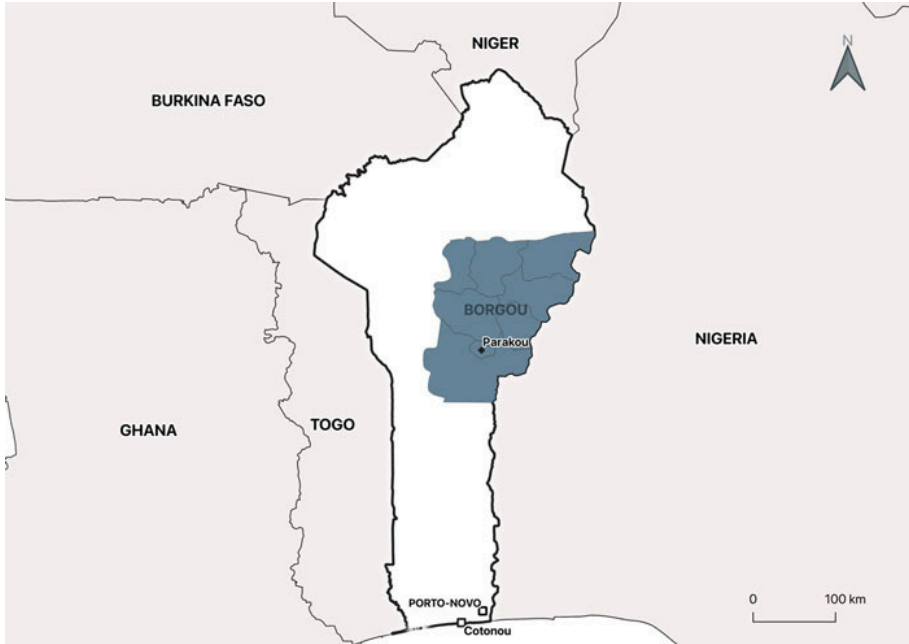 NIGER
N
BURKINA FASO
BORGOU
Parakou
NIGERIA
GHANA
TOGO
PORTO-NOVO
Cotonou
0 100 km